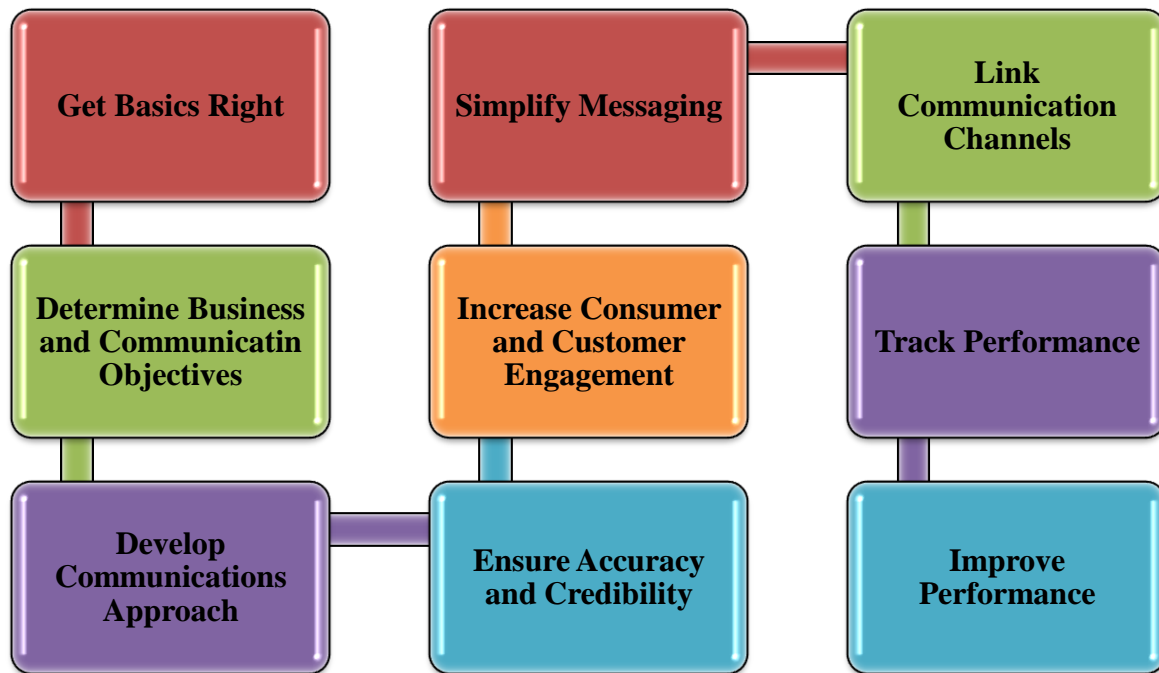 Get Basics Right
Determine Business
and Communicatin
Objectives
Develop
Communications
Approach
Ensure Accuracy
and Credibility
Increase Consumer
and Customer
Engagement
Simplify Messaging
Link
Communication
Channels
Track Performance
Improve
Performance